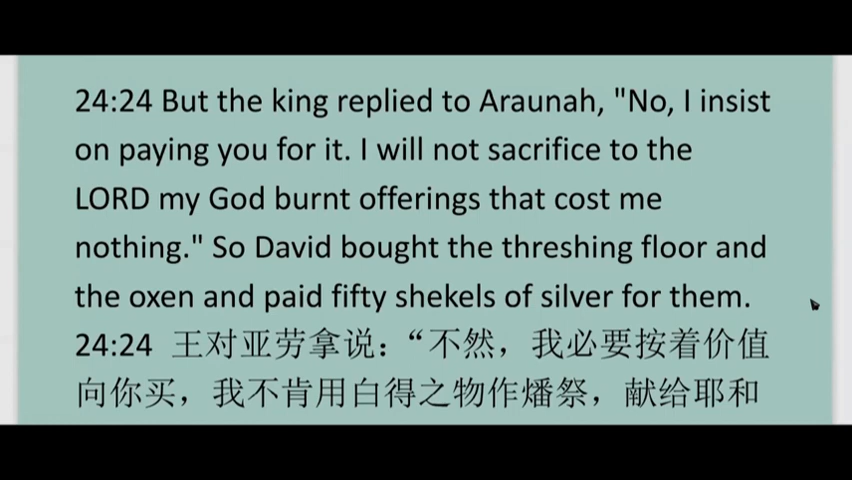 24:24 But the king replied to Araunah, "No, I insist
on paying you for it. I will not sacrifice to the
LORD my God burnt offerings that cost me
nothing." So David bought the threshing floor and
the oxen and paid fifty shekels of silver for them.
24:24 王对亚劳拿说：“不然，我必要按着价值
向你买，我不肯用白得之物作燔祭，献给耶和